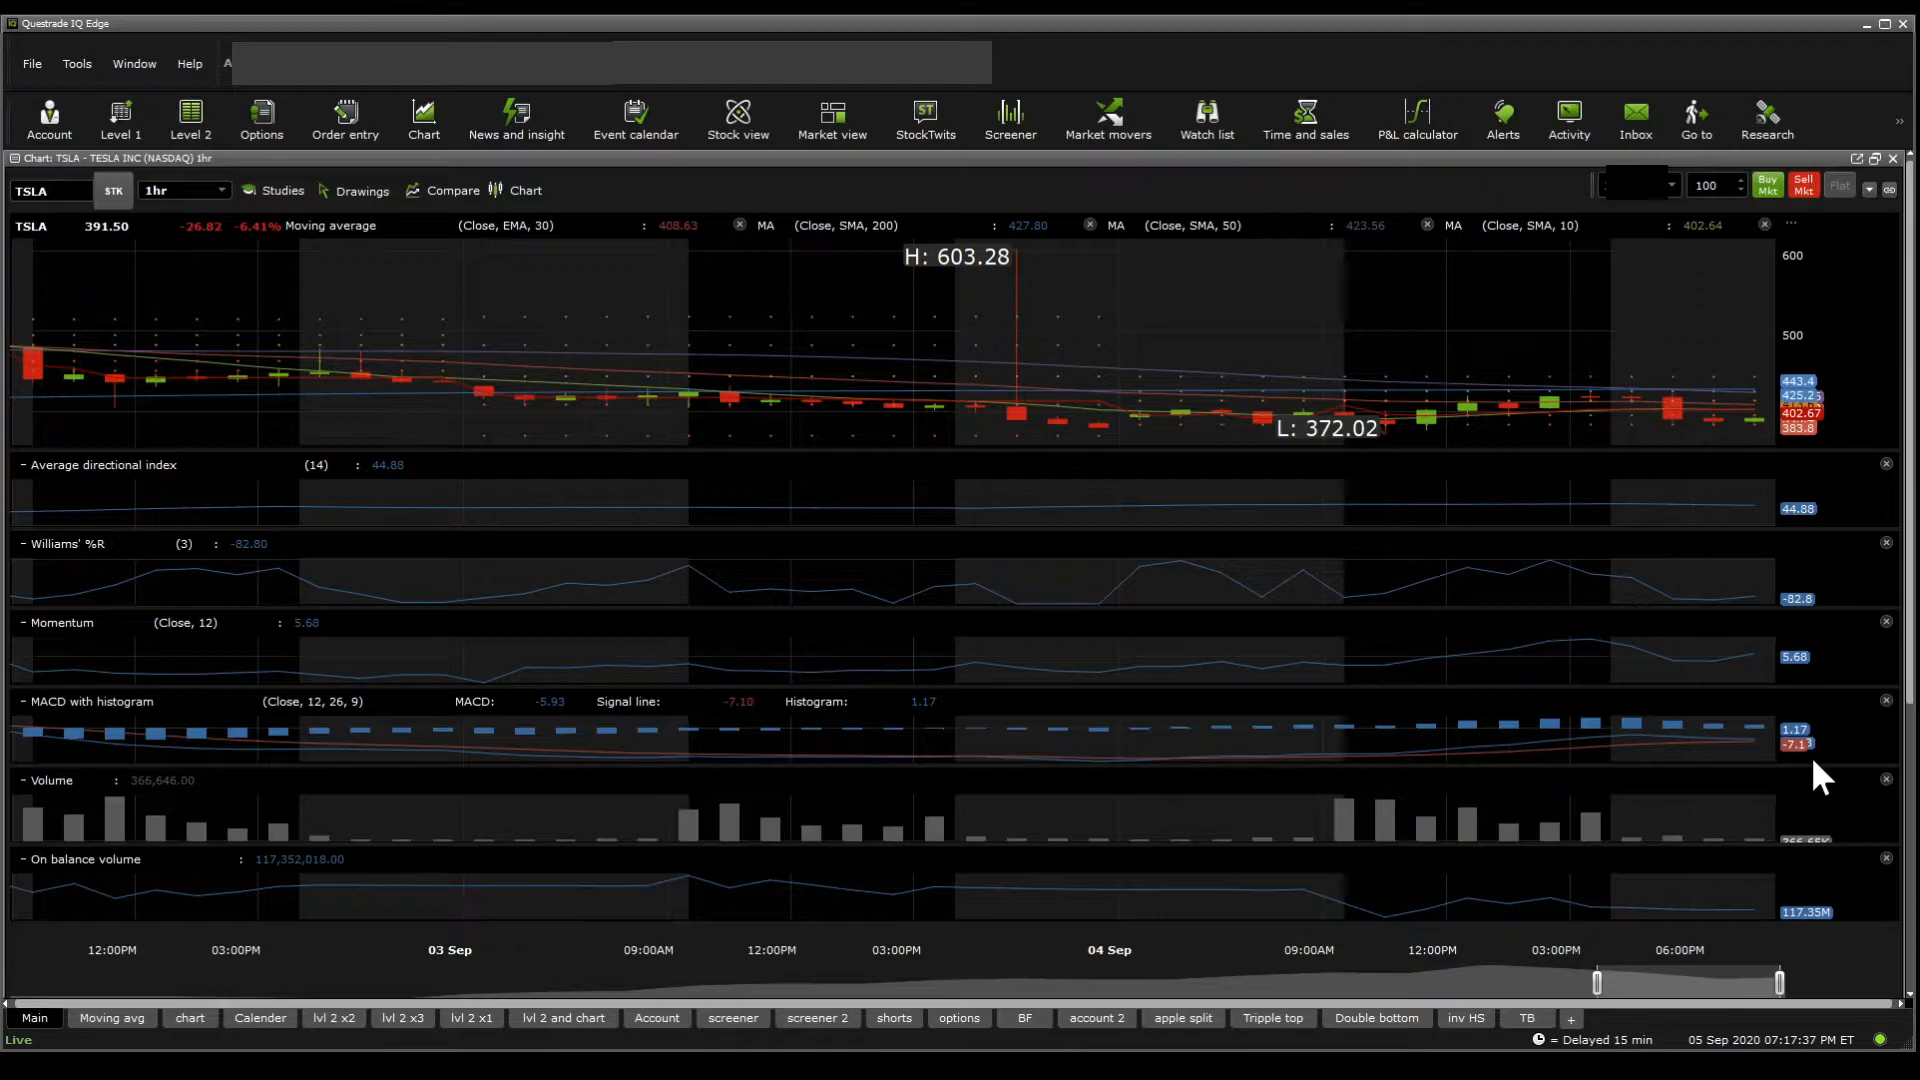 Questrade IQ Edge
File Tools Window Help A
Account Level 1 Level 2 Options Order entry Chart News and insight Event calendar Stock view Market view StockTwits Screener Market movers Watch list Time and sales P&L calculator Alerts Activity Inbox Go to Research
Chart: TSLA - TESLA INC (NASDAQ) 1hr
TSLA STK 1hr Studies Drawings Compare Chart 100 Buy Mkt Sell Mkt Flat
TSLA 391.50 -26.82 -6.41% Moving average (Close, EMA, 30) : 408.63 MA (Close, SMA, 200) : 427.80 MA (Close, SMA, 50) : 423.56 MA (Close, SMA, 10) : 402.64
H: 603.28
600
500
443.4
425.2
402.67
383.8
L: 372.02
- Average directional index (14) : 44.88
44.88
- Williams' %R (3) : -82.80
-82.8
- Momentum (Close, 12) : 5.68
5.68
- MACD with histogram (Close, 12, 26, 9) MACD: -5.93 Signal line: -7.10 Histogram: 1.17
1.17
-7.1
- Volume : 366,646.00
366.65K
- On balance volume : 117,352,018.00
117.35M
12:00PM 03:00PM 03 Sep 09:00AM 12:00PM 03:00PM 04 Sep 09:00AM 12:00PM 03:00PM 06:00PM
Main Moving avg chart Calender lvl 2 x2 lvl 2 x3 lvl 2 x1 lvl 2 and chart Account screener screener 2 shorts options BF account 2 apple split Tripple top Double bottom inv HS TB +
Live = Delayed 15 min 05 Sep 2020 07:17:37 PM ET